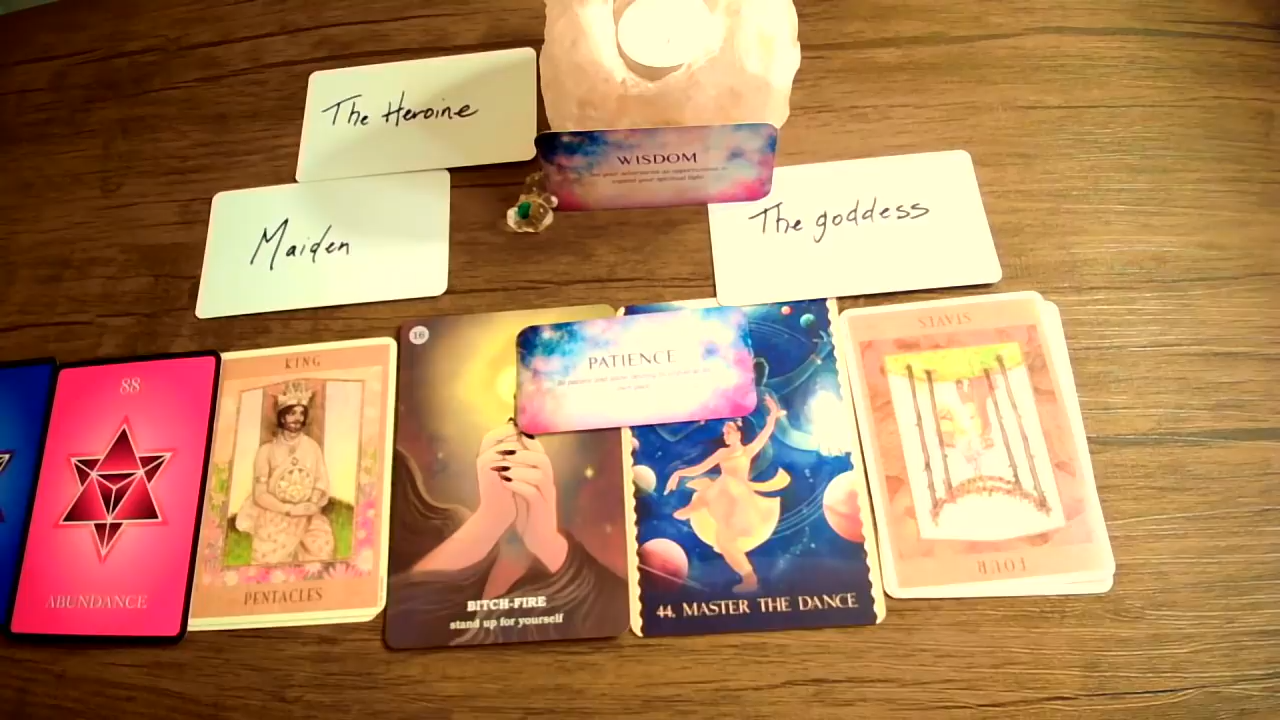 The Heroine
WISDOM
Maiden
The goddess
PATIENCE
16
88
ABUNDANCE
KING
PENTACLES
BITCH-FIRE
stand up for yourself
44. MASTER THE DANCE
STAVES
FOUR